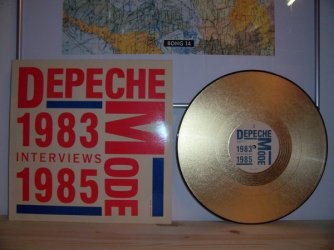 BONG 14
DEPECHE
MODE
1983
INTERVIEWS
1985
DEPECHE
MODE
1983
1985